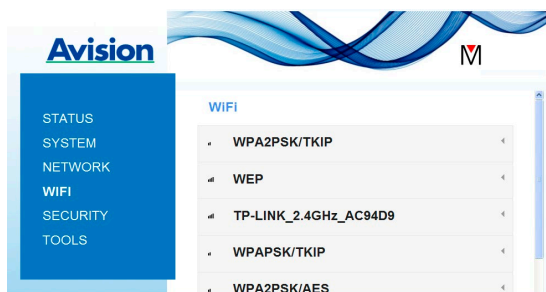 Avision
M
STATUS
SYSTEM
NETWORK
WIFI
SECURITY
TOOLS
WiFi
WPA2PSK/TKIP
WEP
TP-LINK_2.4GHz_AC94D9
WPAPSK/TKIP
WPA2PSK/AES